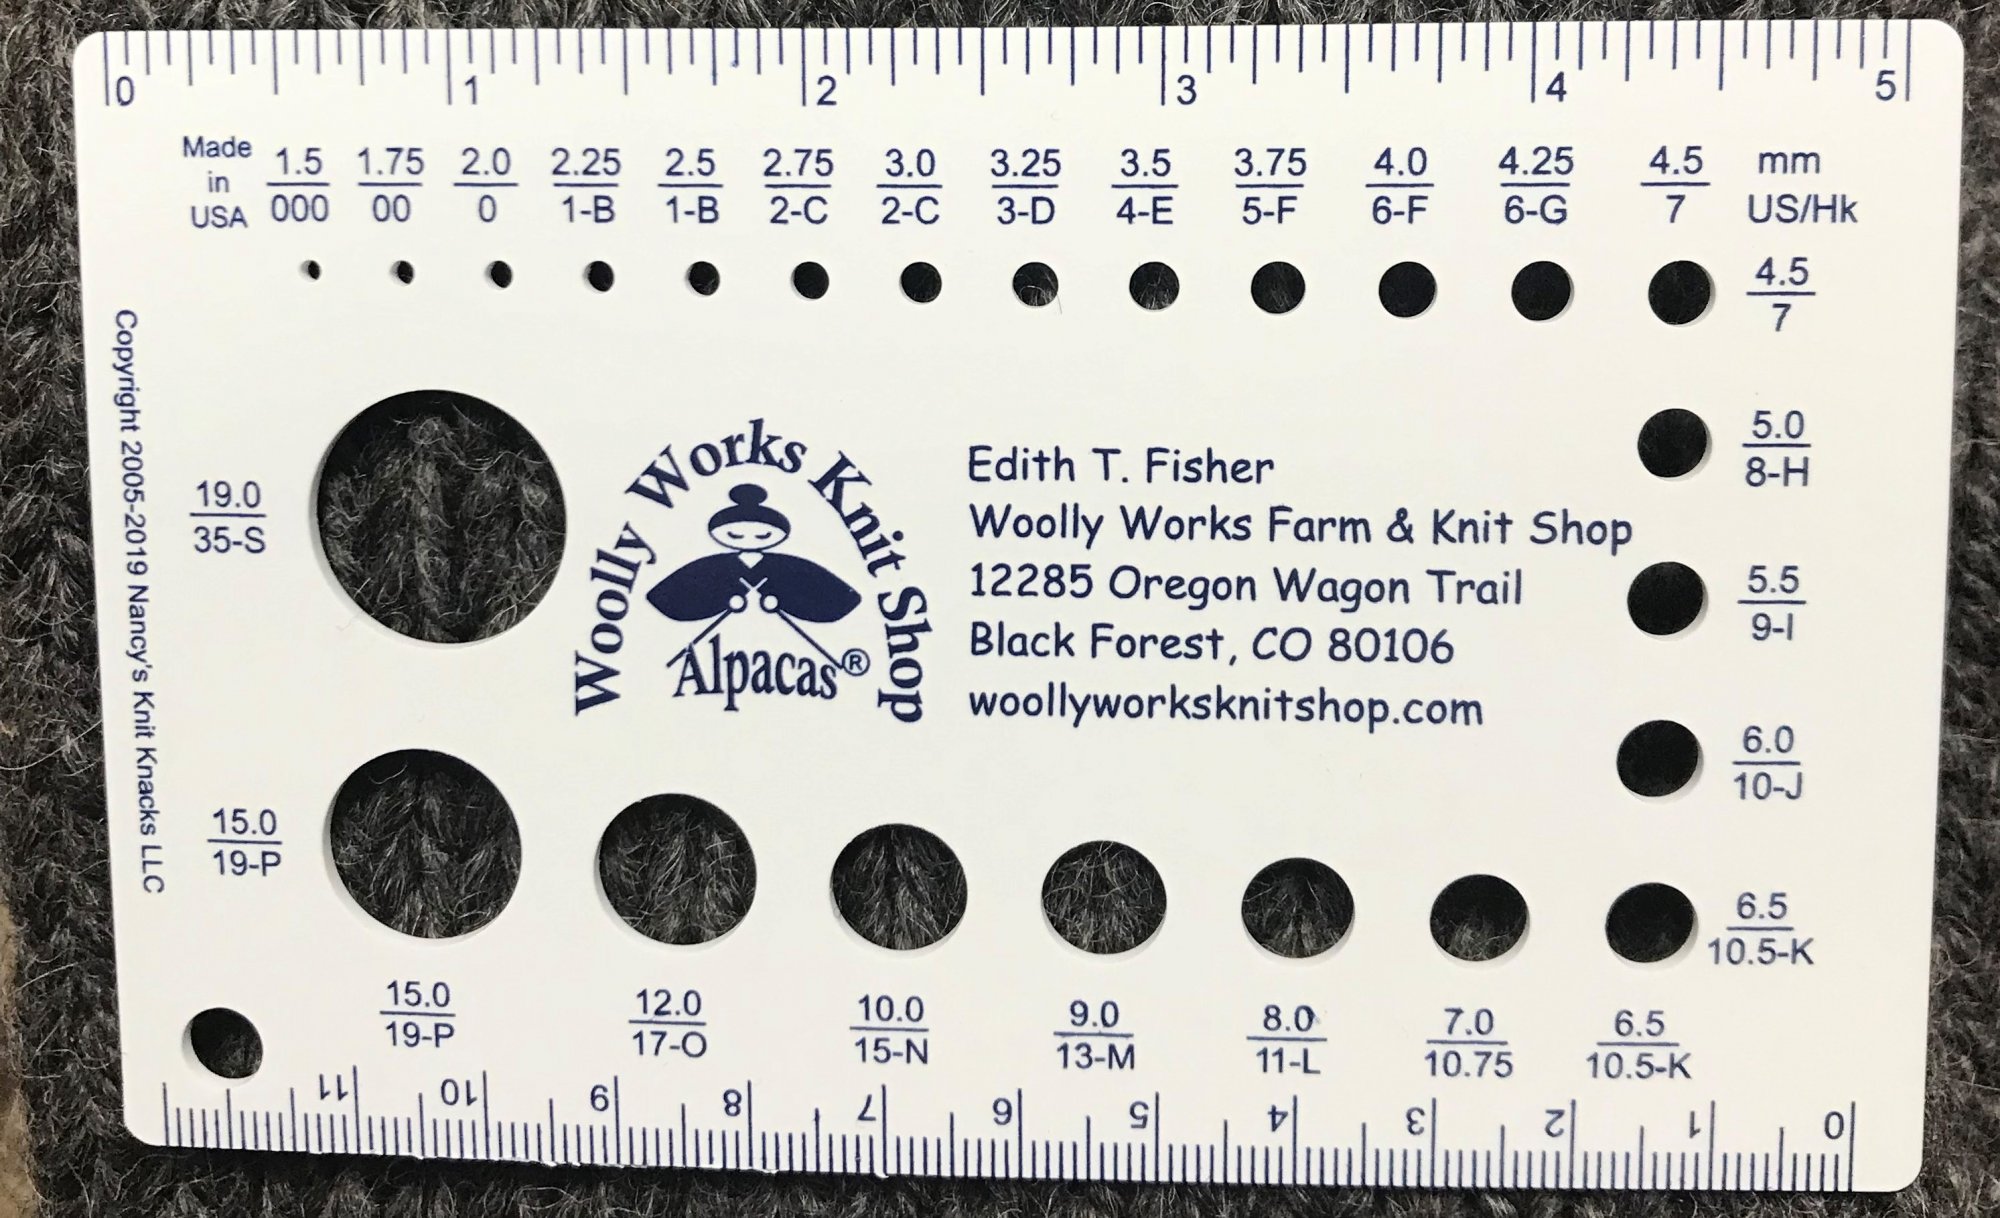 0 1 2 3 4 5
Made in USA
1.5 1.75 2.0 2.25 2.5 2.75 3.0 3.25 3.5 3.75 4.0 4.25 4.5 mm
000 00 0 1-B 1-B 2-C 2-C 3-D 4-E 5-F 6-F 6-G 7 US/Hk
4.5
7
5.0
8-H
5.5
9-I
6.0
10-J
6.5
10.5-K
Copyright 2005-2019 Nancy's Knit Knacks LLC
19.0
35-S
Woolly Works Knit Shop
Alpacas®
Edith T. Fisher
Woolly Works Farm & Knit Shop
12285 Oregon Wagon Trail
Black Forest, CO 80106
woollyworksknitshop.com
15.0
19-P
15.0 12.0 10.0 9.0 8.0 7.0 6.5
19-P 17-O 15-N 13-M 11-L 10.75 10.5-K
11 10 9 8 7 6 5 4 3 2 1 0